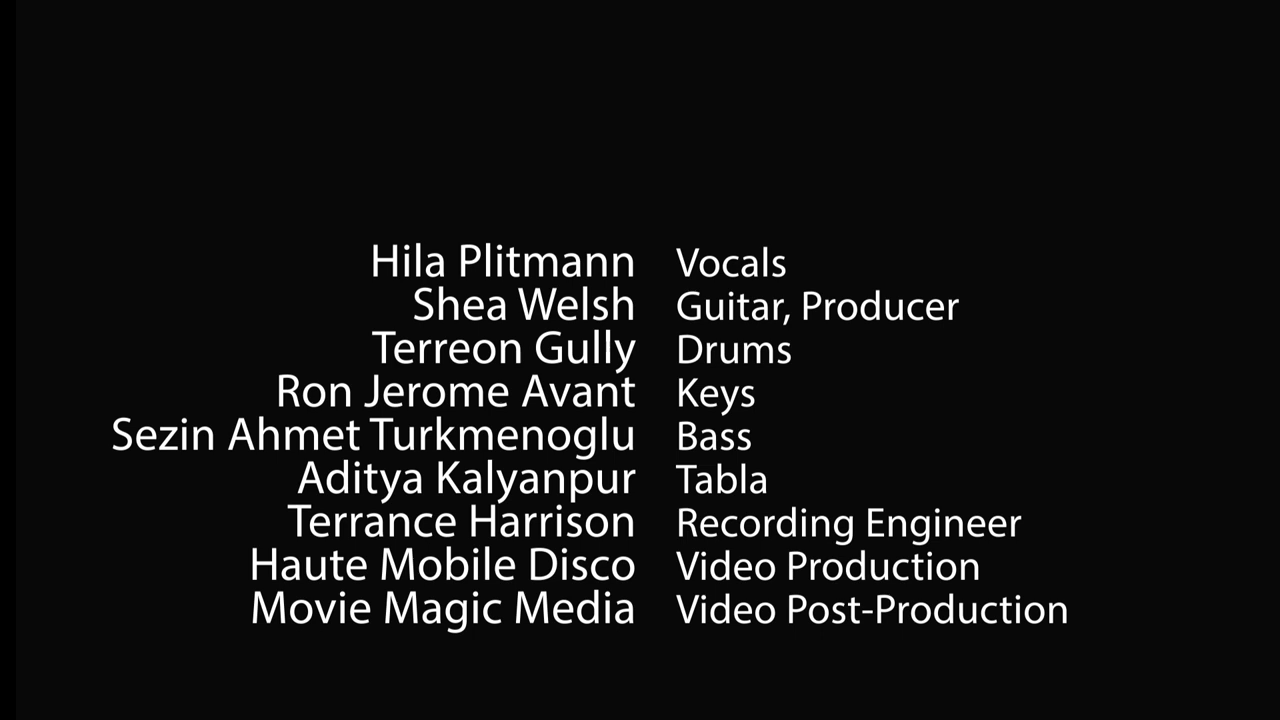 Hila Plitmann Vocals
Shea Welsh Guitar, Producer
Terreon Gully Drums
Ron Jerome Avant Keys
Sezin Ahmet Turkmenoglu Bass
Aditya Kalyanpur Tabla
Terrance Harrison Recording Engineer
Haute Mobile Disco Video Production
Movie Magic Media Video Post-Production